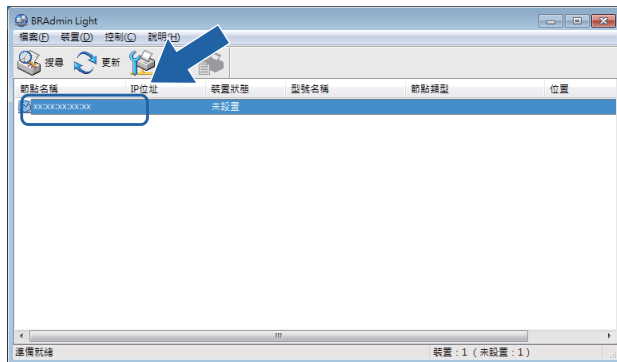 BRAdmin Light
檔案(F) 裝置(D) 控制(C) 說明(H)
搜尋 更新
節點名稱 IP位址 裝置狀態 型號名稱 節點類型 位置
xx:xx:xx:xx:xx 未設置
準備就緒 裝置:1 (未設置:1)